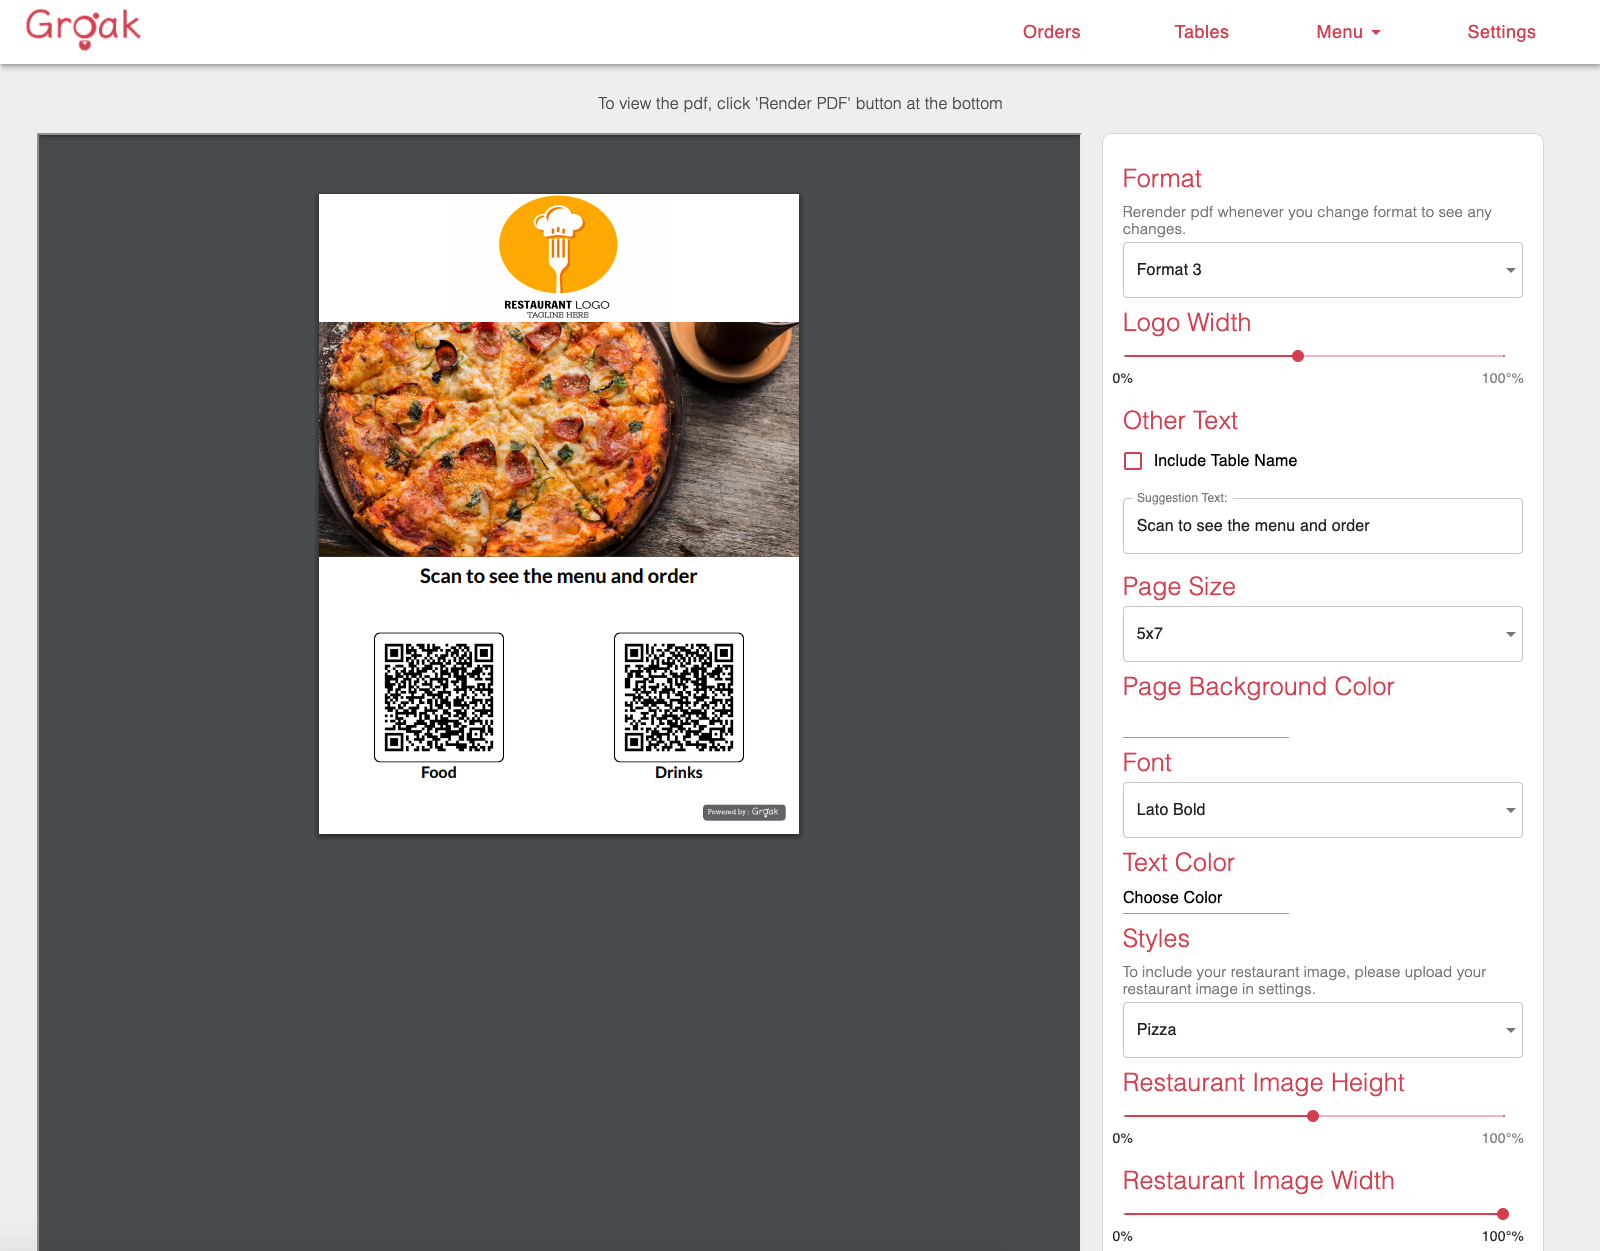 Groak
Orders
Tables
Menu
Settings
To view the pdf, click 'Render PDF' button at the bottom
RESTAURANT LOGO
TAGLINE HERE
Scan to see the menu and order
Food
Drinks
Powered by : Groak
Format
Rerender pdf whenever you change format to see any
changes.
Format 3
Logo Width
0%
100°%
Other Text
Include Table Name
Suggestion Text:
Scan to see the menu and order
Page Size
5x7
Page Background Color
Font
Lato Bold
Text Color
Choose Color
Styles
To include your restaurant image, please upload your
restaurant image in settings.
Pizza
Restaurant Image Height
0%
100°%
Restaurant Image Width
0%
100°%